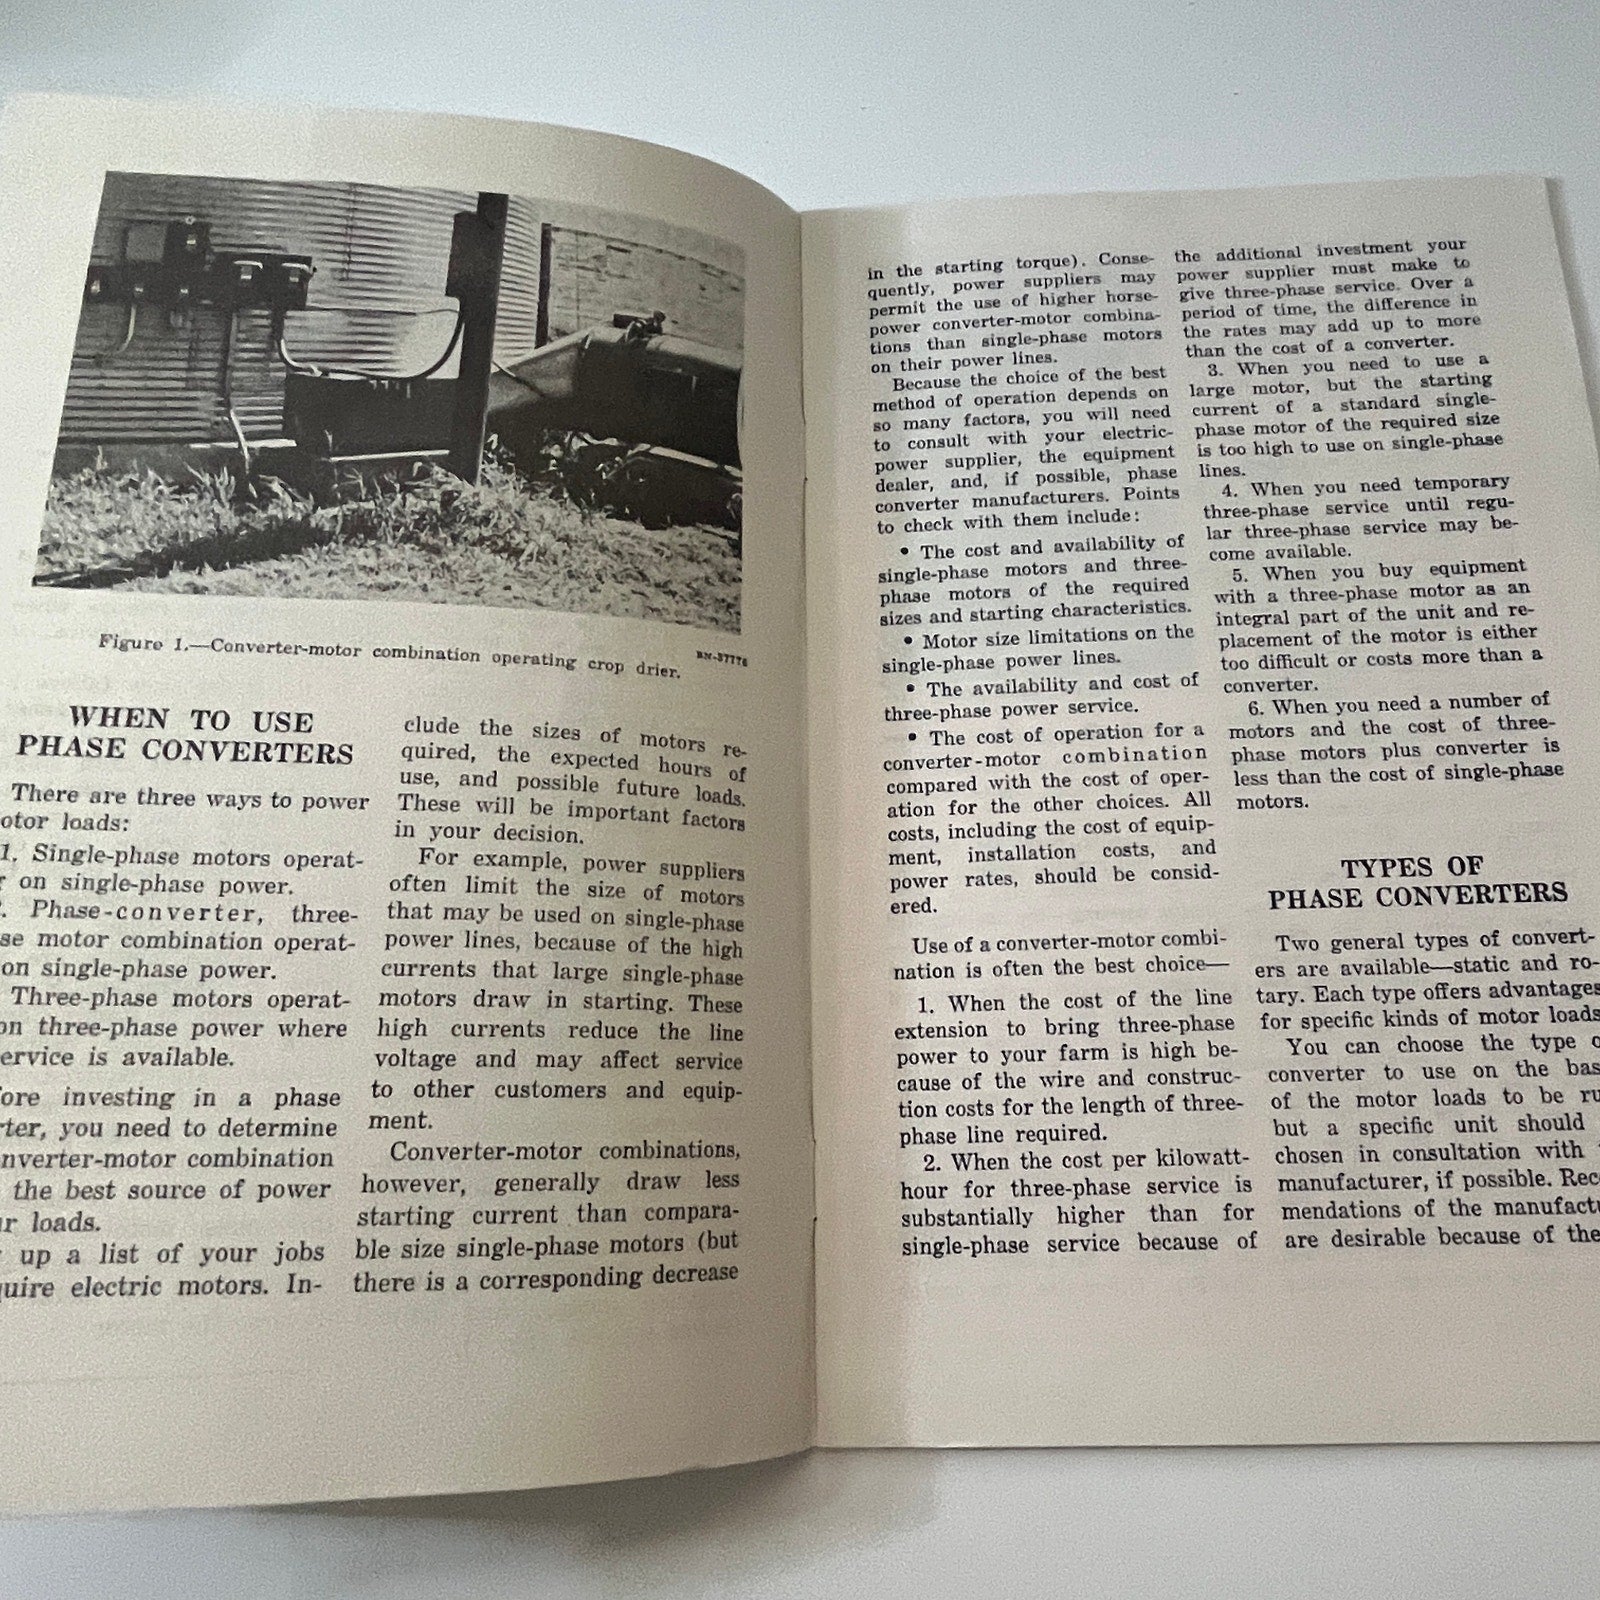 Figure 1.—Converter-motor combination operating crop drier.
BN-37776
WHEN TO USE
PHASE CONVERTERS
There are three ways to power
otor loads:
1. Single-phase motors operat-
on single-phase power.
. Phase-converter, three-
se motor combination operat-
on single-phase power.
Three-phase motors operat-
on three-phase power where
ervice is available.
ore investing in a phase
rter, you need to determine
nverter-motor combination
the best source of power
r loads.
up a list of your jobs
quire electric motors. In-
clude the sizes of motors re-
quired, the expected hours of
use, and possible future loads.
These will be important factors
in your decision.
For example, power suppliers
often limit the size of motors
that may be used on single-phase
power lines, because of the high
currents that large single-phase
motors draw in starting. These
high currents reduce the line
voltage and may affect service
to other customers and equip-
ment.
Converter-motor combinations,
however, generally draw less
starting current than compara-
ble size single-phase motors (but
there is a corresponding decrease
in the starting torque). Conse-
quently, power suppliers may
permit the use of higher horse-
power converter-motor combina-
tions than single-phase motors
on their power lines.
Because the choice of the best
method of operation depends on
so many factors, you will need
to consult with your electric-
power supplier, the equipment
dealer, and, if possible, phase
converter manufacturers. Points
to check with them include:
• The cost and availability of
single-phase motors and three-
phase motors of the required
sizes and starting characteristics.
• Motor size limitations on the
single-phase power lines.
• The availability and cost of
three-phase power service.
• The cost of operation for a
converter-motor combination
compared with the cost of oper-
ation for the other choices. All
costs, including the cost of equip-
ment, installation costs, and
power rates, should be consid-
ered.
Use of a converter-motor combi-
nation is often the best choice—
1. When the cost of the line
extension to bring three-phase
power to your farm is high be-
cause of the wire and construc-
tion costs for the length of three-
phase line required.
2. When the cost per kilowatt-
hour for three-phase service is
substantially higher than for
single-phase service because of
the additional investment your
power supplier must make to
give three-phase service. Over a
period of time, the difference in
the rates may add up to more
than the cost of a converter.
3. When you need to use a
large motor, but the starting
current of a standard single-
phase motor of the required size
is too high to use on single-phase
lines.
4. When you need temporary
three-phase service until regu-
lar three-phase service may be-
come available.
5. When you buy equipment
with a three-phase motor as an
integral part of the unit and re-
placement of the motor is either
too difficult or costs more than a
converter.
6. When you need a number of
motors and the cost of three-
phase motors plus converter is
less than the cost of single-phase
motors.
TYPES OF
PHASE CONVERTERS
Two general types of convert-
ers are available—static and ro-
tary. Each type offers advantages
for specific kinds of motor loads
You can choose the type o
converter to use on the bas
of the motor loads to be ru
but a specific unit should
chosen in consultation with
manufacturer, if possible. Rec
mendations of the manufactu
are desirable because of the